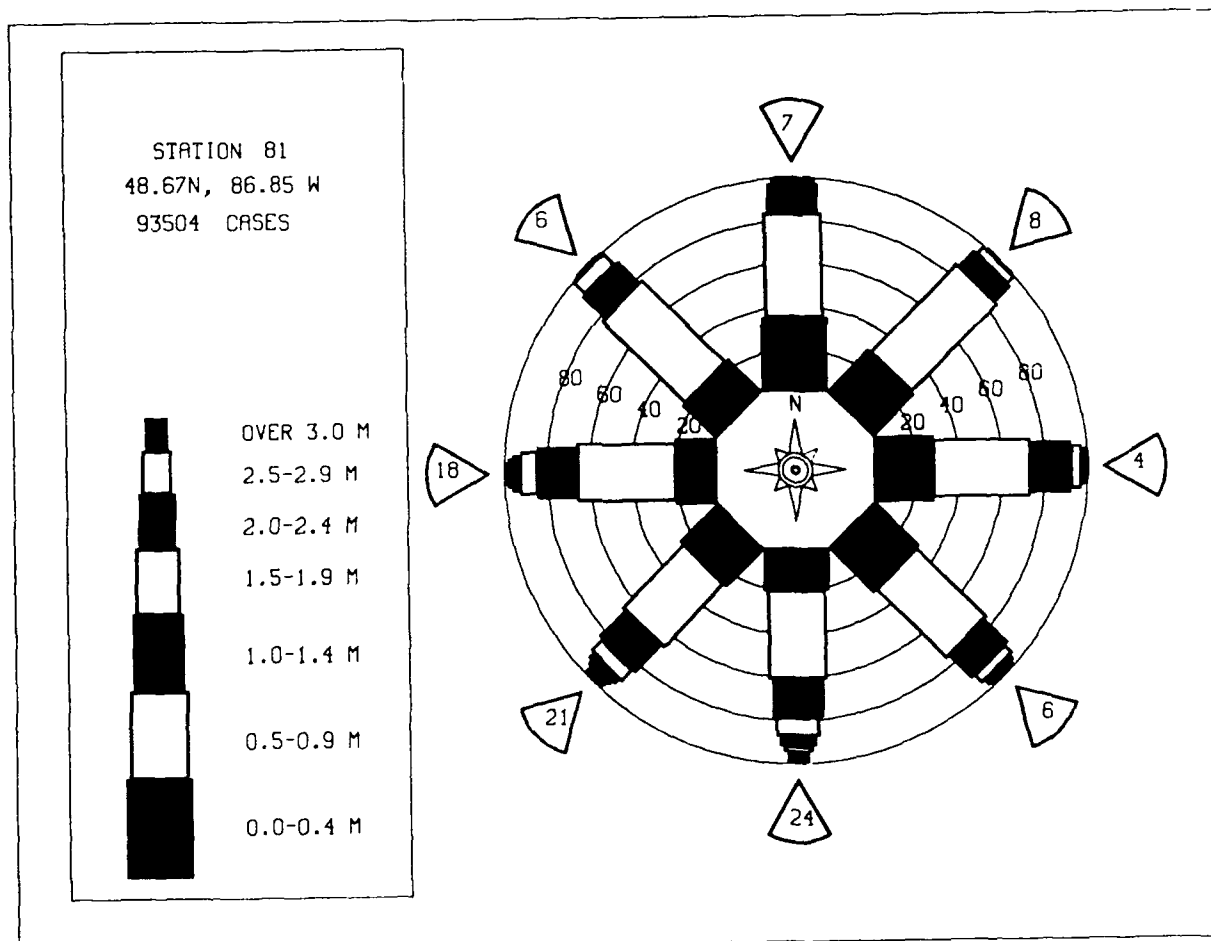 STATION 81
48.67N, 86.85 W
93504 CASES
OVER 3.0 M
2.5-2.9 M
2.0-2.4 M
1.5-1.9 M
1.0-1.4 M
0.5-0.9 M
0.0-0.4 M
7
6
8
80
60
40
20
N
20
40
60
80
18
4
21
6
24